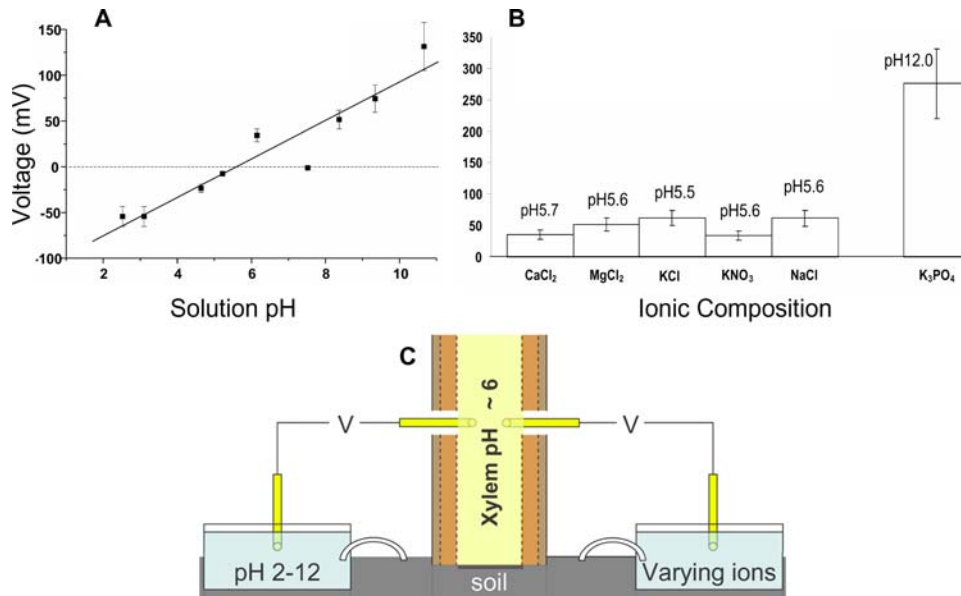 A
Voltage (mV)
150
100
50
0
-50
-100
2
4
6
8
10
Solution pH
B
350
300
250
200
150
100
50
0
pH5.7
pH5.6
pH5.5
pH5.6
pH5.6
pH12.0
CaCl₂
MgCl₂
KCl
KNO₃
NaCl
K₃PO₄
Ionic Composition
C
V
V
Xylem pH ~ 6
pH 2-12
soil
Varying ions